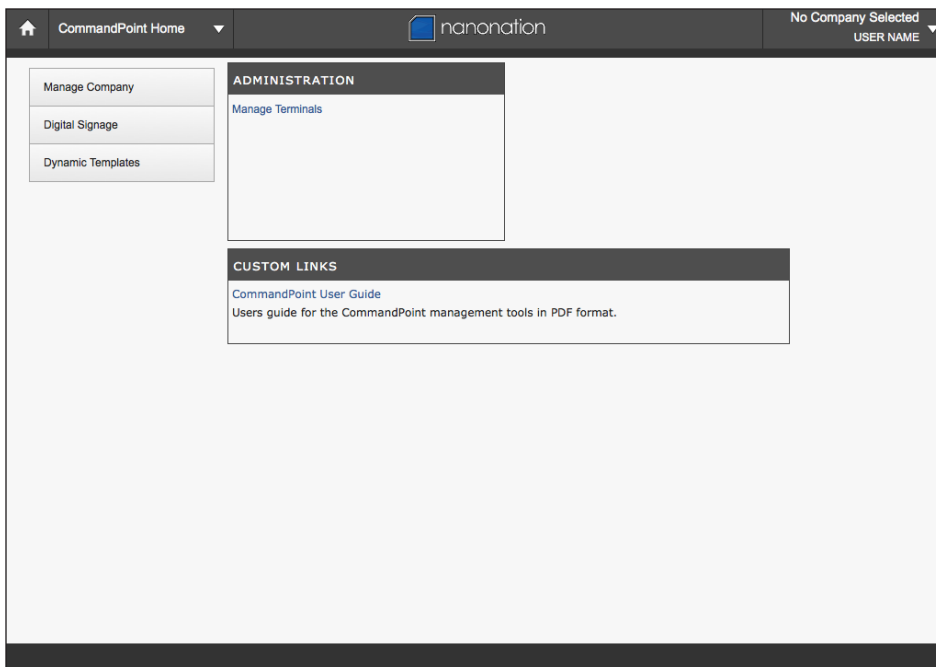 CommandPoint Home
nanonation
No Company Selected
USER NAME
Manage Company
Digital Signage
Dynamic Templates
ADMINISTRATION
Manage Terminals
CUSTOM LINKS
CommandPoint User Guide
Users guide for the CommandPoint management tools in PDF format.